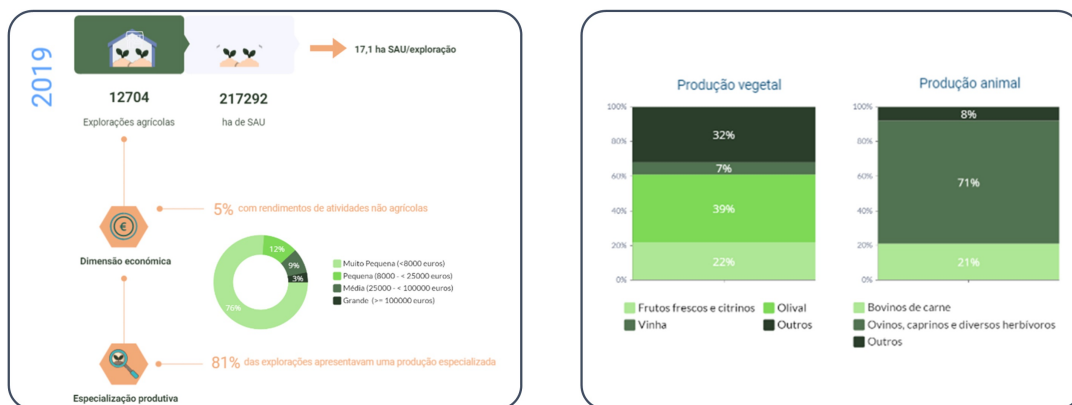 2019
17,1 ha SAU/exploração
12704
217292
Explorações agrícolas
ha de SAU
€
5% com rendimentos de atividades não agrícolas
Dimensão económica
12%
9%
3%
76%
Muito Pequena (<8000 euros)
Pequena (8000 - < 25000 euros)
Média (25000 - < 100000 euros)
Grande (>= 100000 euros)
81% das explorações apresentavam uma produção especializada
Especialização produtiva
Produção vegetal
100%
80%
60%
40%
20%
0%
32%
7%
39%
22%
Frutos frescos e citrinos
Olival
Vinha
Outros
Produção animal
100%
80%
60%
40%
20%
0%
8%
71%
21%
Bovinos de carne
Ovinos, caprinos e diversos herbívoros
Outros